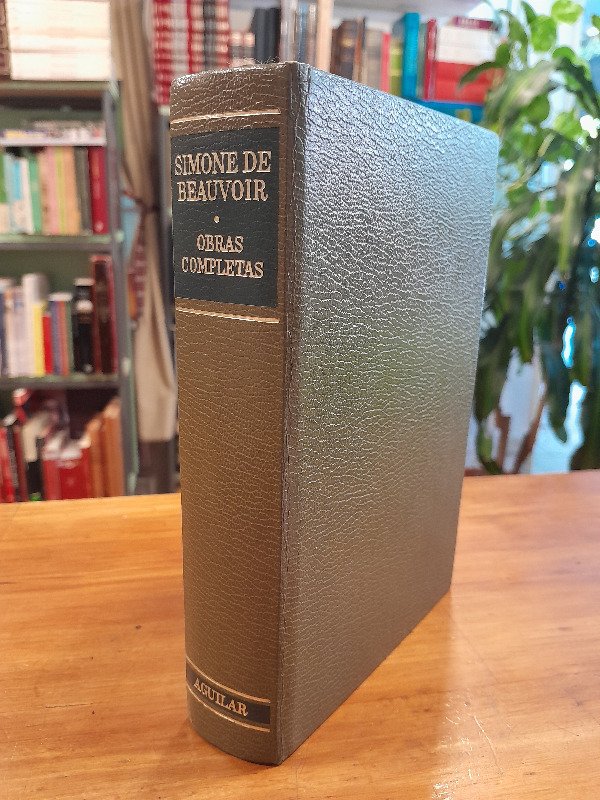 SIMONE DE
BEAUVOIR
•
OBRAS
COMPLETAS
AGUILAR